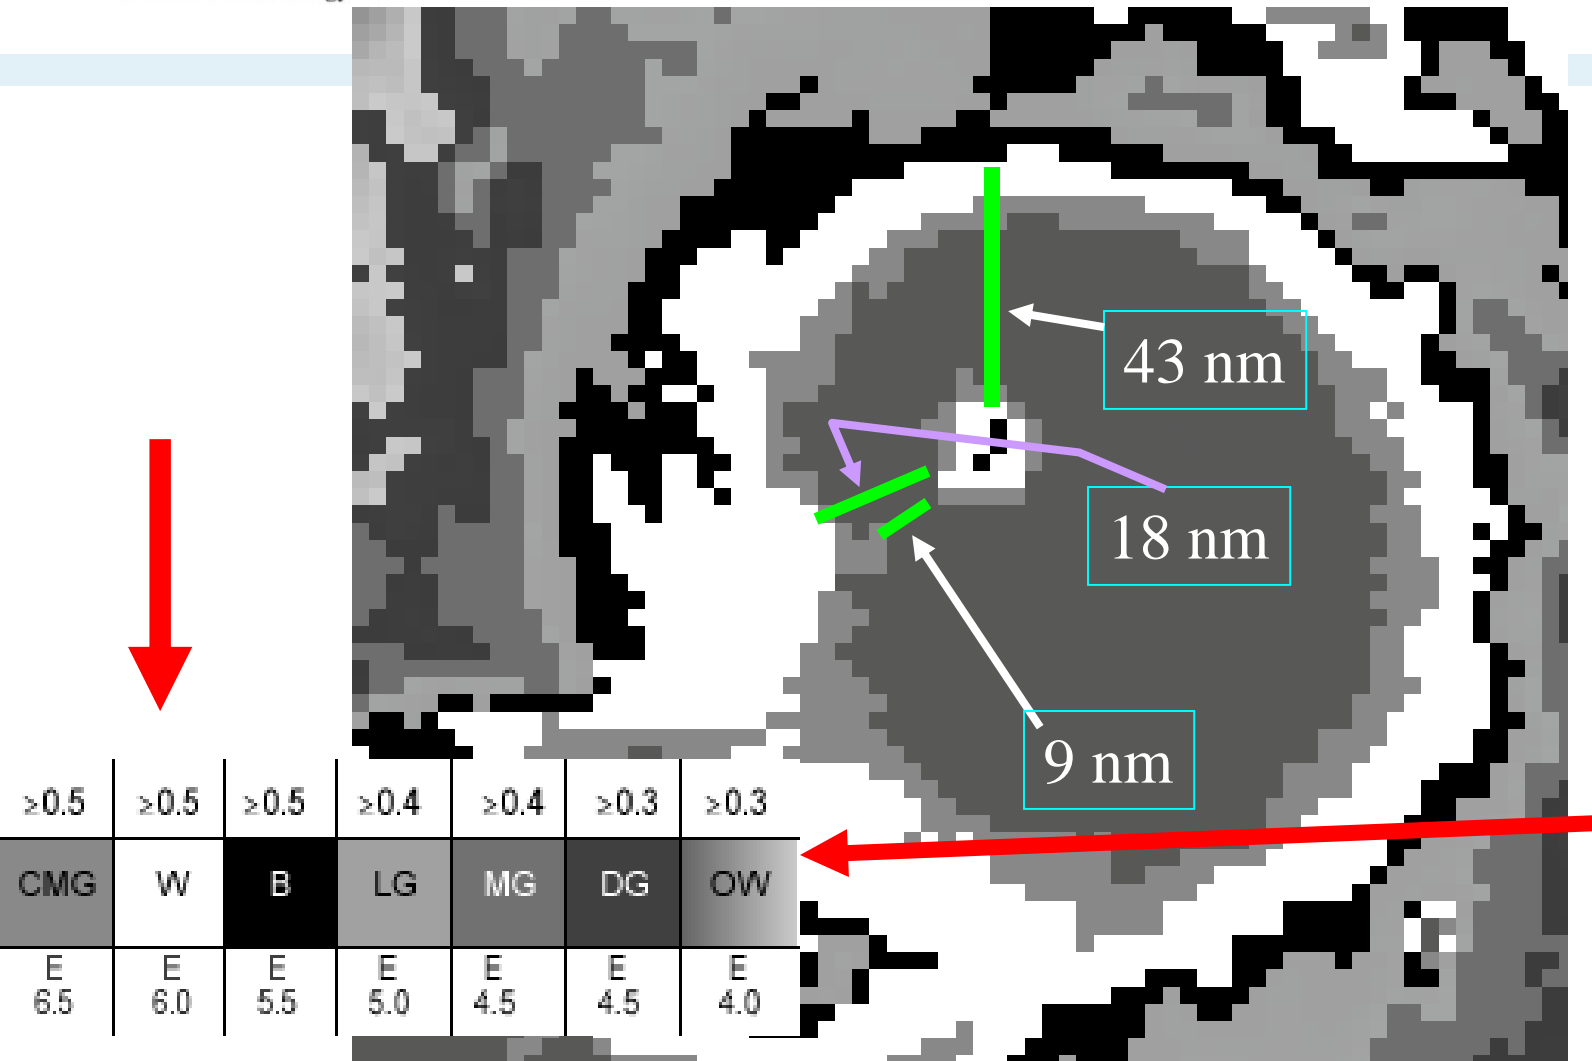 43 nm
18 nm
9 nm
≥0.5 ≥0.5 ≥0.5 ≥0.4 ≥0.4 ≥0.3 ≥0.3
CMG W B LG MG DG OW
E E E E E E E
6.5 6.0 5.5 5.0 4.5 4.5 4.0